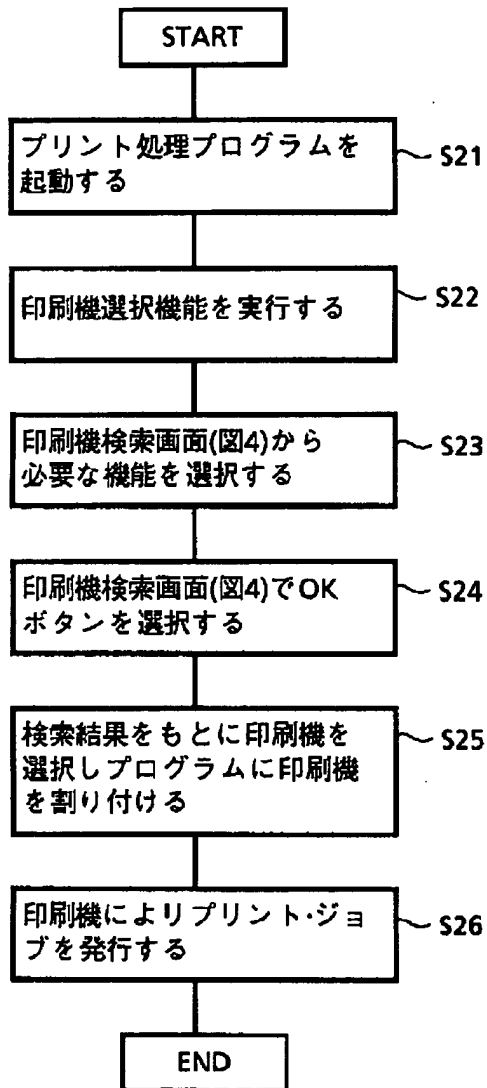 START
プリント処理プログラムを
起動する
S21
印刷機選択機能を実行する
S22
印刷機検索画面(図4)から
必要な機能を選択する
S23
印刷機検索画面(図4)でOK
ボタンを選択する
S24
検索結果をもとに印刷機を
選択しプログラムに印刷機
を割り付ける
S25
印刷機によりプリント・ジョ
ブを発行する
S26
END